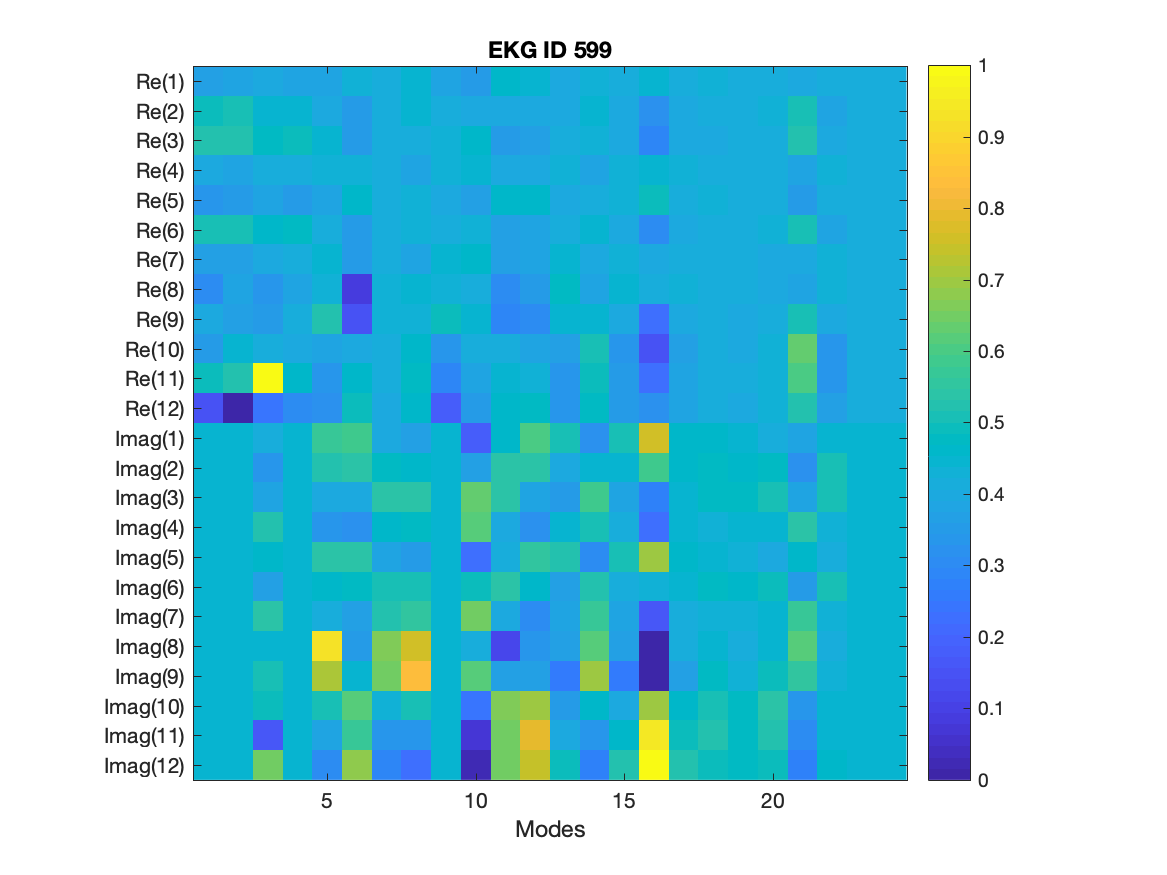 EKG ID 599
Re(1)
Re(2)
Re(3)
Re(4)
Re(5)
Re(6)
Re(7)
Re(8)
Re(9)
Re(10)
Re(11)
Re(12)
Imag(1)
Imag(2)
Imag(3)
Imag(4)
Imag(5)
Imag(6)
Imag(7)
Imag(8)
Imag(9)
Imag(10)
Imag(11)
Imag(12)
5 10 15 20
Modes
1
0.9
0.8
0.7
0.6
0.5
0.4
0.3
0.2
0.1
0